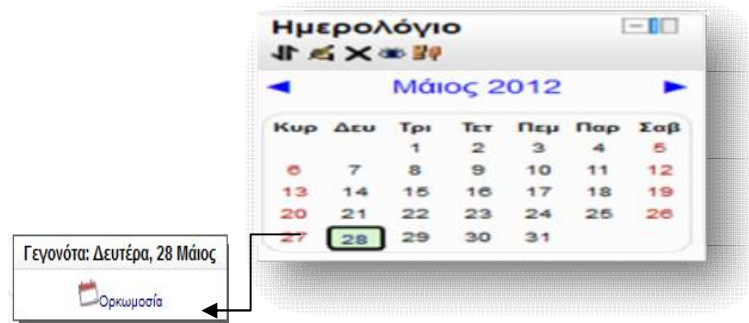 Ημερολόγιο
Μάιος 2012
Κυρ Δευ Τρι Τετ Πεμ Παρ Σαβ
1 2 3 4 5
6 7 8 9 10 11 12
13 14 15 16 17 18 19
20 21 22 23 24 25 26
27 28 29 30 31
Γεγονότα: Δευτέρα, 28 Μάιος
Ορκωμοσία